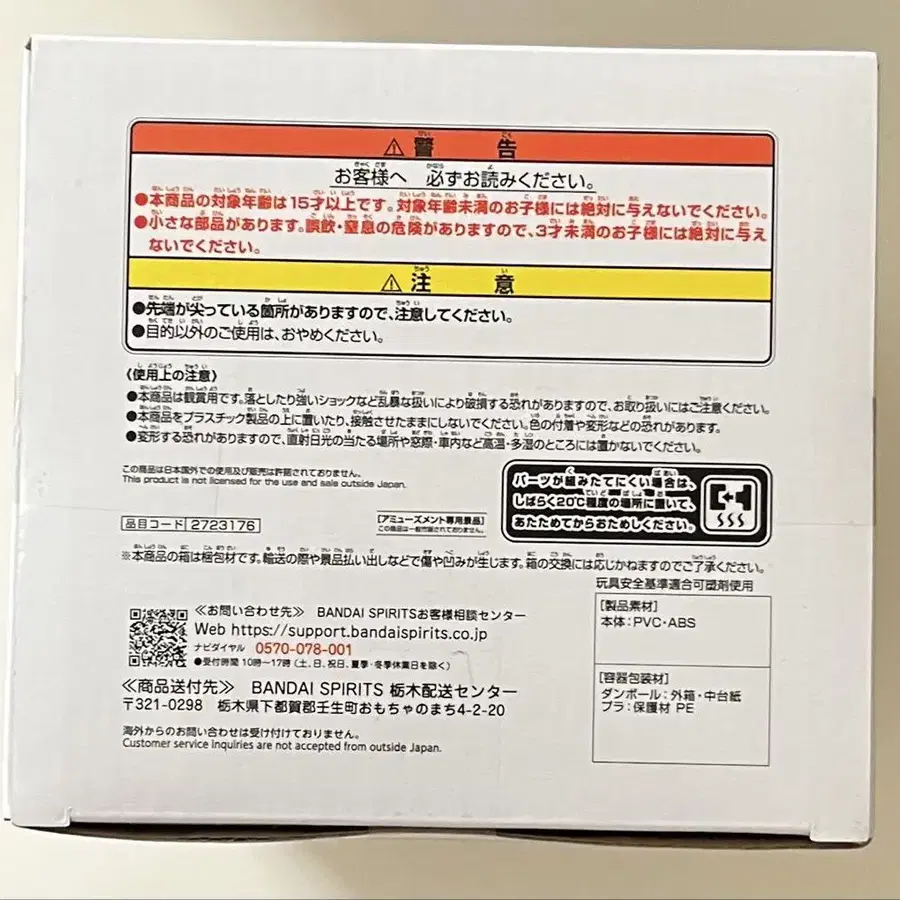 ⚠警告
お客様へ 必ずお読みください。
●本商品の対象年齢は15才以上です。対象年齢未満のお子様には絶対に与えないでください。
●小さな部品があります。誤飲・窒息の危険がありますので、3才未満のお子様には絶対に与え
ないでください。
⚠注意
●先端が尖っている箇所がありますので、注意してください。
●目的以外のご使用は、おやめください。
《使用上の注意》
●本商品は観賞用です。落としたり強いショックなど乱暴な扱いにより破損する恐れがありますので、お取り扱いにはご注意ください。
●本商品をプラスチック製品の上に置いたり、接触させたままにしないでください。色の付着や変形などの恐れがあります。
●変形する恐れがありますので、直射日光の当たる場所や窓際・車内など高温・多湿のところには置かないでください。
この商品は日本国外での使用及び販売は許諾されておりません。
This product is not licensed for the use and sale outside Japan.
パーツが組みたてにくい場合は、
しばらく20℃程度の場所に置いて、
あたためてからおためしください。
品目コード 2723176
[アミューズメント専用景品]
この商品は一般市販されておりません。
※本商品の箱は梱包材です。輸送の際や景品払い出しなどで傷や凹みが生じます。箱の交換には応じかねますのでご了承ください。
玩具安全基準適合可塑剤使用
[製品素材]
本体:PVC・ABS
[容器包装材]
ダンボール:外箱・中台紙
プラ:保護材 PE
≪お問い合わせ先≫ BANDAI SPIRITSお客様相談センター
Web https://support.bandaispirits.co.jp
ナビダイヤル 0570-078-001
●受付時間 10時〜17時(土、日、祝日、夏季・冬季休業日を除く)
≪商品送付先≫ BANDAI SPIRITS 栃木配送センター
〒321-0298 栃木県下都賀郡壬生町おもちゃのまち4-2-20
海外からのお問い合わせは受け付けておりません。
Customer service inquiries are not accepted from outside Japan.